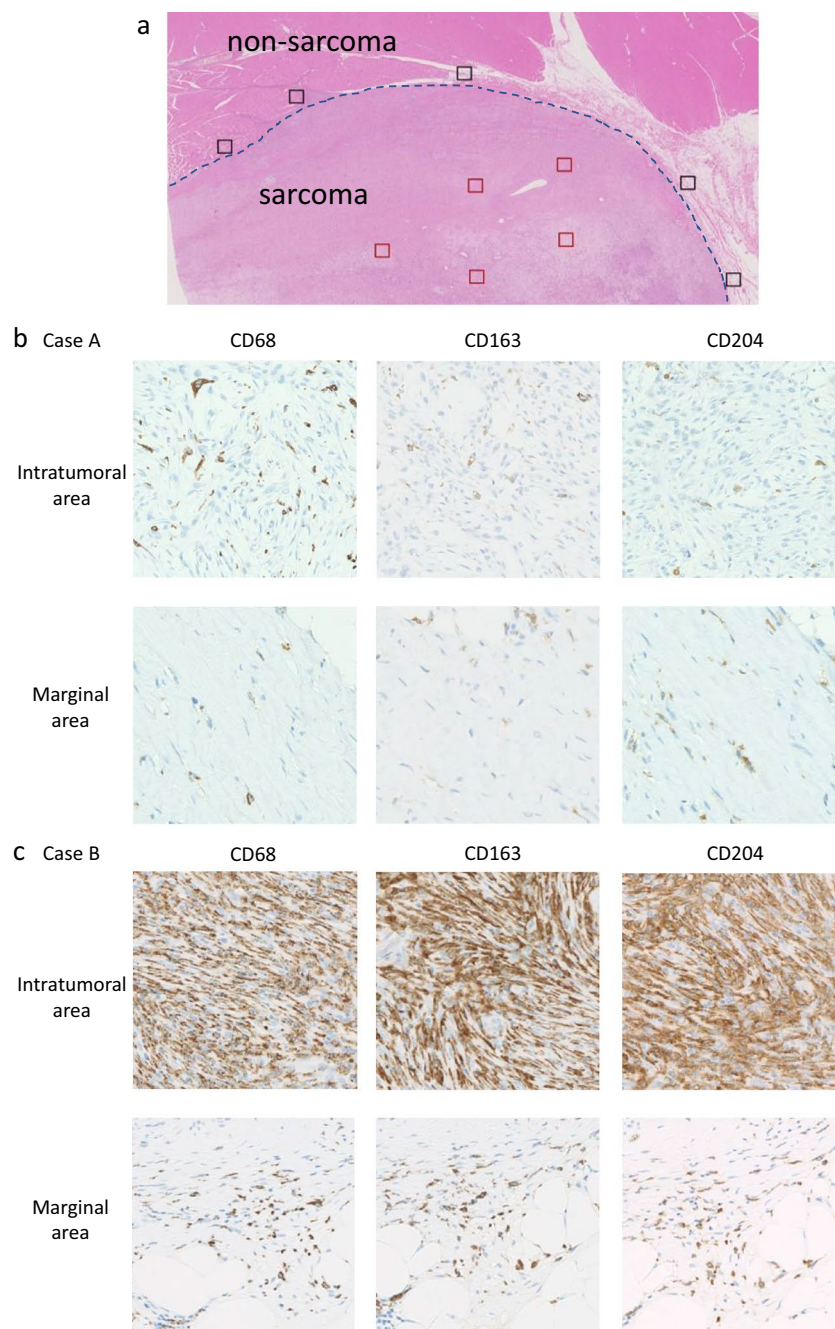 a
non-sarcoma
sarcoma
b Case A CD68 CD163 CD204
Intratumoral
area
Marginal
area
c Case B CD68 CD163 CD204
Intratumoral
area
Marginal
area